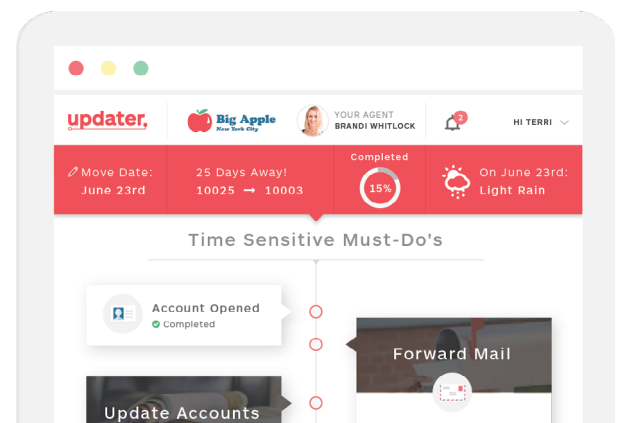 updater.
Big Apple
New York City
YOUR AGENT
BRANDI WHITLOCK
2
HI TERRI
Move Date:
June 23rd
25 Days Away!
10025 → 10003
Completed
15%
On June 23rd:
Light Rain
Time Sensitive Must-Do's
Account Opened
Completed
Forward Mail
Update Accounts